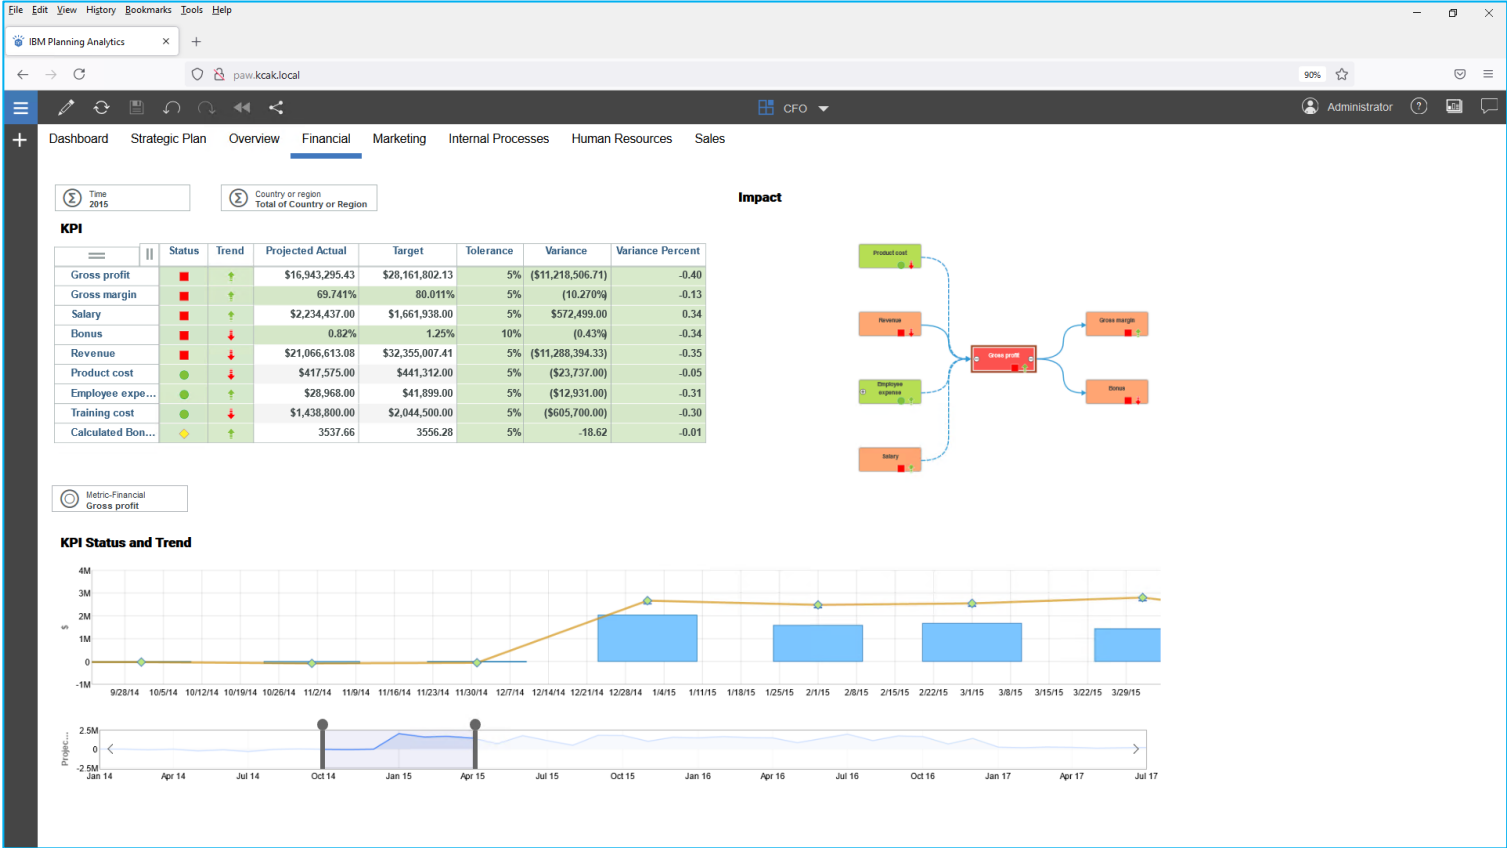 File Edit View History Bookmarks Tools Help
IBM Planning Analytics
paw.kcak.local 90%
CFO Administrator
Dashboard Strategic Plan Overview Financial Marketing Internal Processes Human Resources Sales
Time
2015
Country or region
Total of Country or Region
Impact
KPI
Status Trend Projected Actual Target Tolerance Variance Variance Percent
Gross profit $16,943,295.43 $28,161,802.13 5% ($11,218,506.71) -0.40
Gross margin 69.741% 80.011% 5% (10.270%) -0.13
Salary $2,234,437.00 $1,661,938.00 5% $572,499.00 0.34
Bonus 0.82% 1.25% 10% (0.43%) -0.34
Revenue $21,066,613.08 $32,355,007.41 5% ($11,288,394.33) -0.35
Product cost $417,575.00 $441,312.00 5% ($23,737.00) -0.05
Employee expe... $28,968.00 $41,899.00 5% ($12,931.00) -0.31
Training cost $1,438,800.00 $2,044,500.00 5% ($605,700.00) -0.30
Calculated Bon... 3537.66 3556.28 5% -18.62 -0.01
Product cost
Revenue
Gross margin
Gross profit
Employee
expense
Bonus
Salary
Metric-Financial
Gross profit
KPI Status and Trend
4M
3M
2M
$
1M
0
-1M
9/28/14 10/5/14 10/12/14 10/19/14 10/26/14 11/2/14 11/9/14 11/16/14 11/23/14 11/30/14 12/7/14 12/14/14 12/21/14 12/28/14 1/4/15 1/11/15 1/18/15 1/25/15 2/1/15 2/8/15 2/15/15 2/22/15 3/1/15 3/8/15 3/15/15 3/22/15 3/29/15
2.5M
Projec...
0
-2.5M
Jan 14 Apr 14 Jul 14 Oct 14 Jan 15 Apr 15 Jul 15 Oct 15 Jan 16 Apr 16 Jul 16 Oct 16 Jan 17 Apr 17 Jul 17